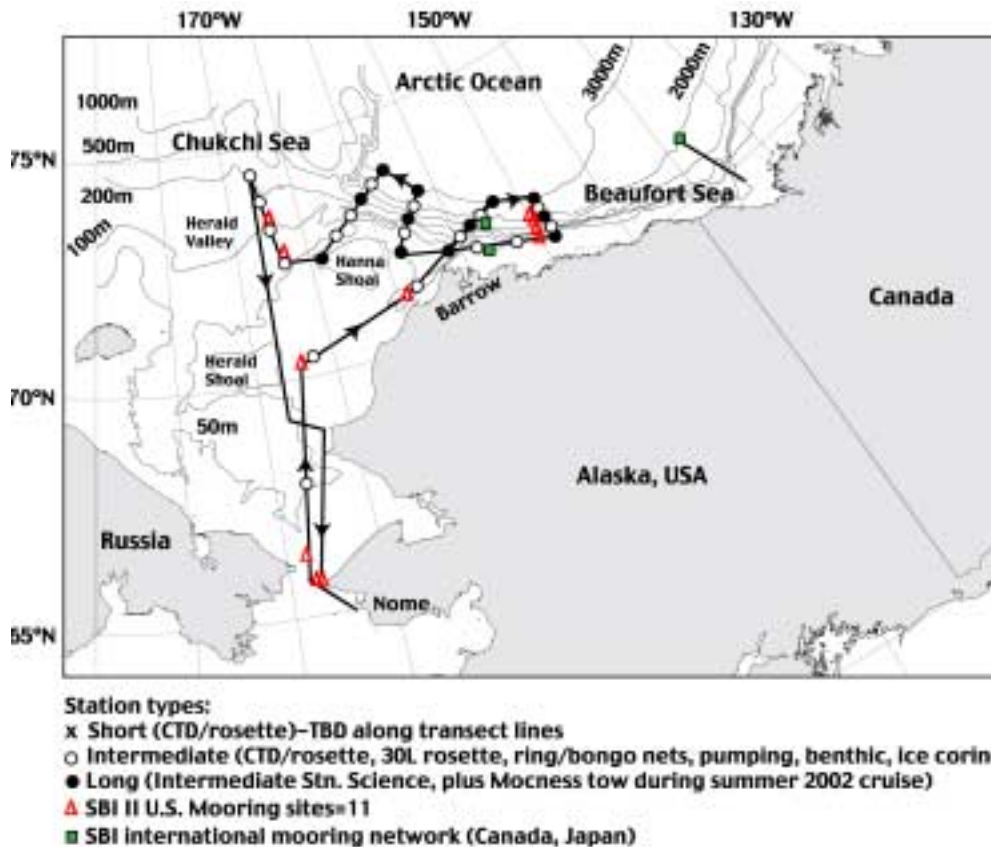 170°W 150°W 130°W
Arctic Ocean
3000m
2000m
1000m
Chukchi Sea
500m
75°N
200m
Beaufort Sea
100m
Herald
Valley
Hanna
Shoal
Barrow
Canada
Herald
Shoal
70°N
50m
Alaska, USA
Russia
Nome
65°N
Station types:
x Short (CTD/rosette)–TBD along transect lines
Intermediate (CTD/rosette, 30L rosette, ring/bongo nets, pumping, benthic, ice corin
Long (Intermediate Stn. Science, plus Mocness tow during summer 2002 cruise)
SBI II U.S. Mooring sites=11
SBI international mooring network (Canada, Japan)